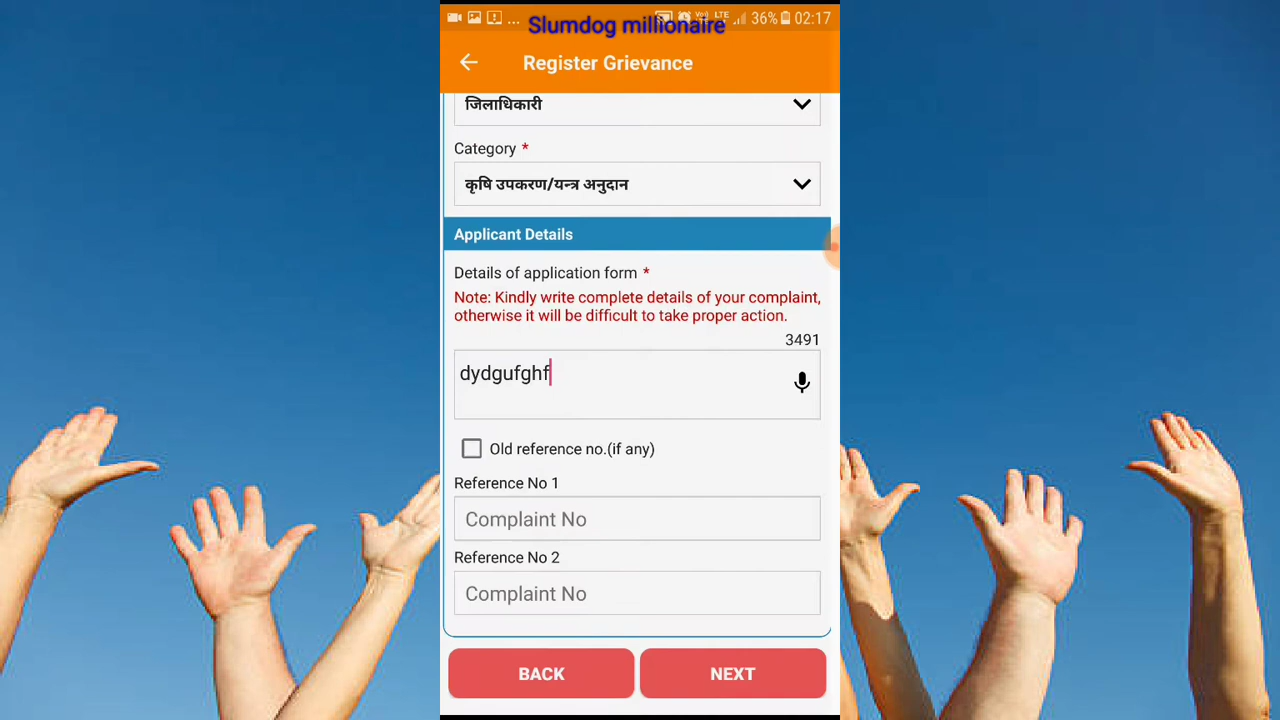 ... Slumdog millionaire LTE 36% 02:17
Register Grievance
जिलाधिकारी
Category *
कृषि उपकरण/यन्त्र अनुदान
Applicant Details
Details of application form *
Note: Kindly write complete details of your complaint,
otherwise it will be difficult to take proper action.
3491
dydgufghf
Old reference no.(if any)
Reference No 1
Complaint No
Reference No 2
Complaint No
BACK NEXT